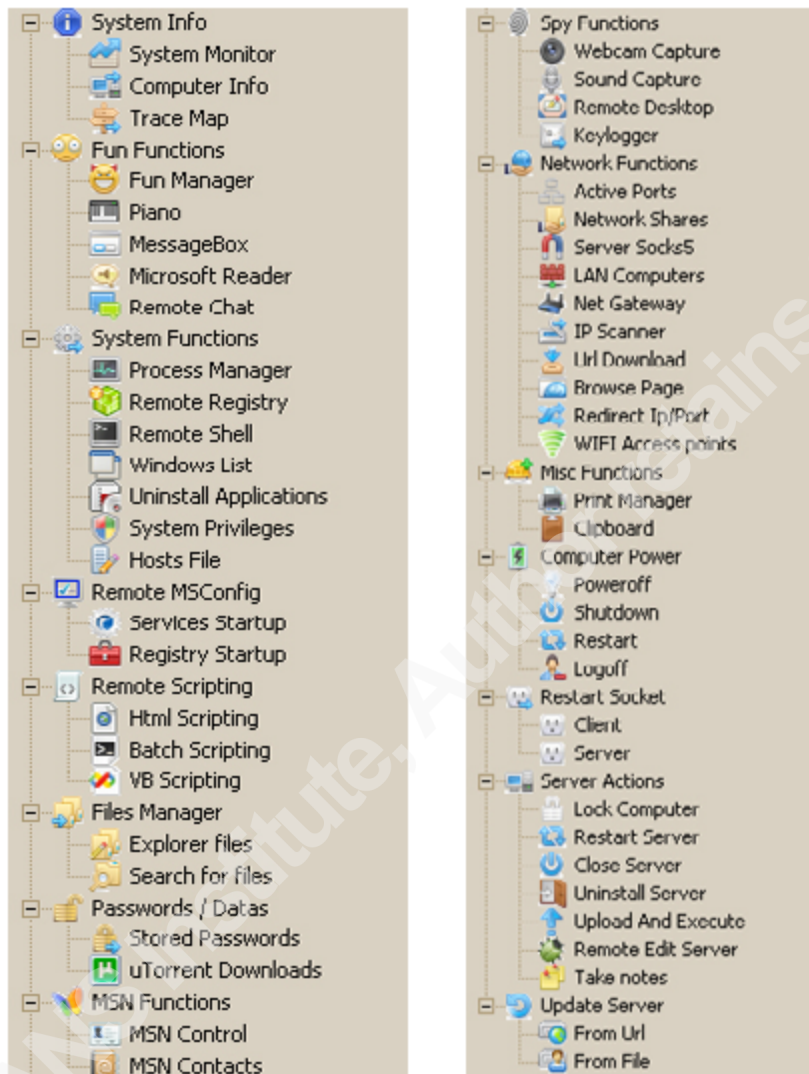 System Info
System Monitor
Computer Info
Trace Map
Fun Functions
Fun Manager
Piano
MessageBox
Microsoft Reader
Remote Chat
System Functions
Process Manager
Remote Registry
Remote Shell
Windows List
Uninstall Applications
System Privileges
Hosts File
Remote MSConfig
Services Startup
Registry Startup
Remote Scripting
Html Scripting
Batch Scripting
VB Scripting
Files Manager
Explorer files
Search for files
Passwords / Datas
Stored Passwords
uTorrent Downloads
MSN Functions
MSN Control
MSN Contacts
Spy Functions
Webcam Capture
Sound Capture
Remote Desktop
Keylogger
Network Functions
Active Ports
Network Shares
Server Socks5
LAN Computers
Net Gateway
IP Scanner
Url Download
Browse Page
Redirect Ip/Port
WIFI Access points
Misc Functions
Print Manager
Clipboard
Computer Power
Poweroff
Shutdown
Restart
Logoff
Restart Socket
Client
Server
Server Actions
Lock Computer
Restart Server
Close Server
Uninstall Server
Upload And Execute
Remote Edit Server
Take notes
Update Server
From Url
From File
Institute, Author retains